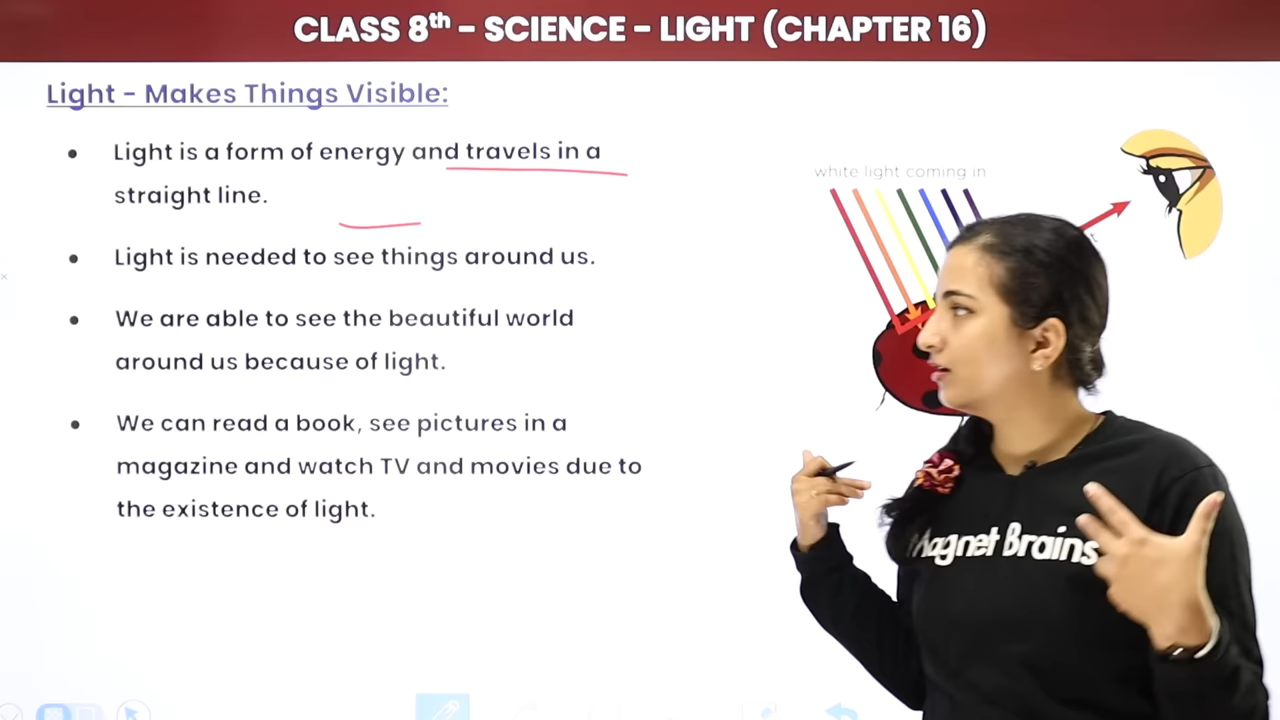 CLASS 8th – SCIENCE – LIGHT (CHAPTER 16)
Light – Makes Things Visible:
• Light is a form of energy and travels in a
straight line.
• Light is needed to see things around us.
• We are able to see the beautiful world
around us because of light.
• We can read a book, see pictures in a
magazine and watch TV and movies due to
the existence of light.
white light coming in
Magnet Brains